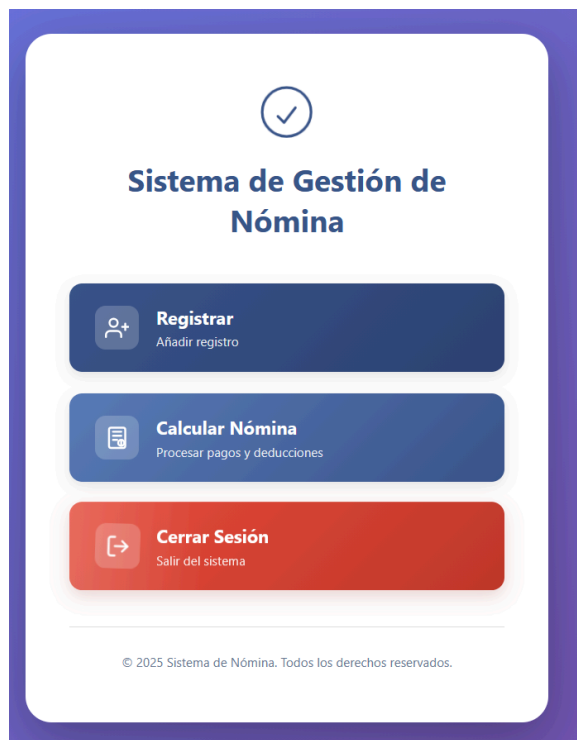 Sistema de Gestión de
Nómina
Registrar
Añadir registro
Calcular Nómina
Procesar pagos y deducciones
Cerrar Sesión
Salir del sistema
© 2025 Sistema de Nómina. Todos los derechos reservados.